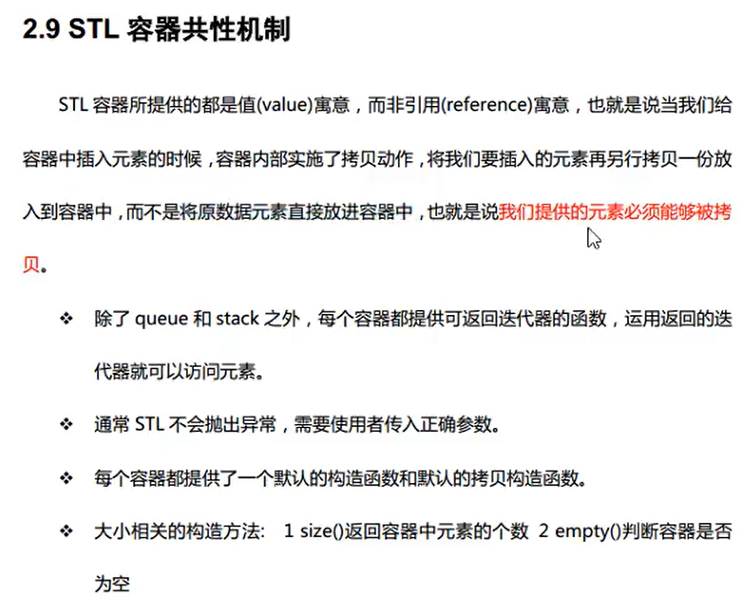 2.9 STL 容器共性机制
STL 容器所提供的都是值(value)寓意，而非引用(reference)寓意，也就是说当我们给
容器中插入元素的时候，容器内部实施了拷贝动作，将我们要插入的元素再另行拷贝一份放
入到容器中，而不是将原数据元素直接放进容器中，也就是说我们提供的元素必须能够被拷
贝。
❖ 除了 queue 和 stack 之外，每个容器都提供可返回迭代器的函数，运用返回的迭
代器就可以访问元素。
❖ 通常 STL 不会抛出异常，需要使用者传入正确参数。
❖ 每个容器都提供了一个默认的构造函数和默认的拷贝构造函数。
❖ 大小相关的构造方法: 1 size()返回容器中元素的个数 2 empty()判断容器是否
为空